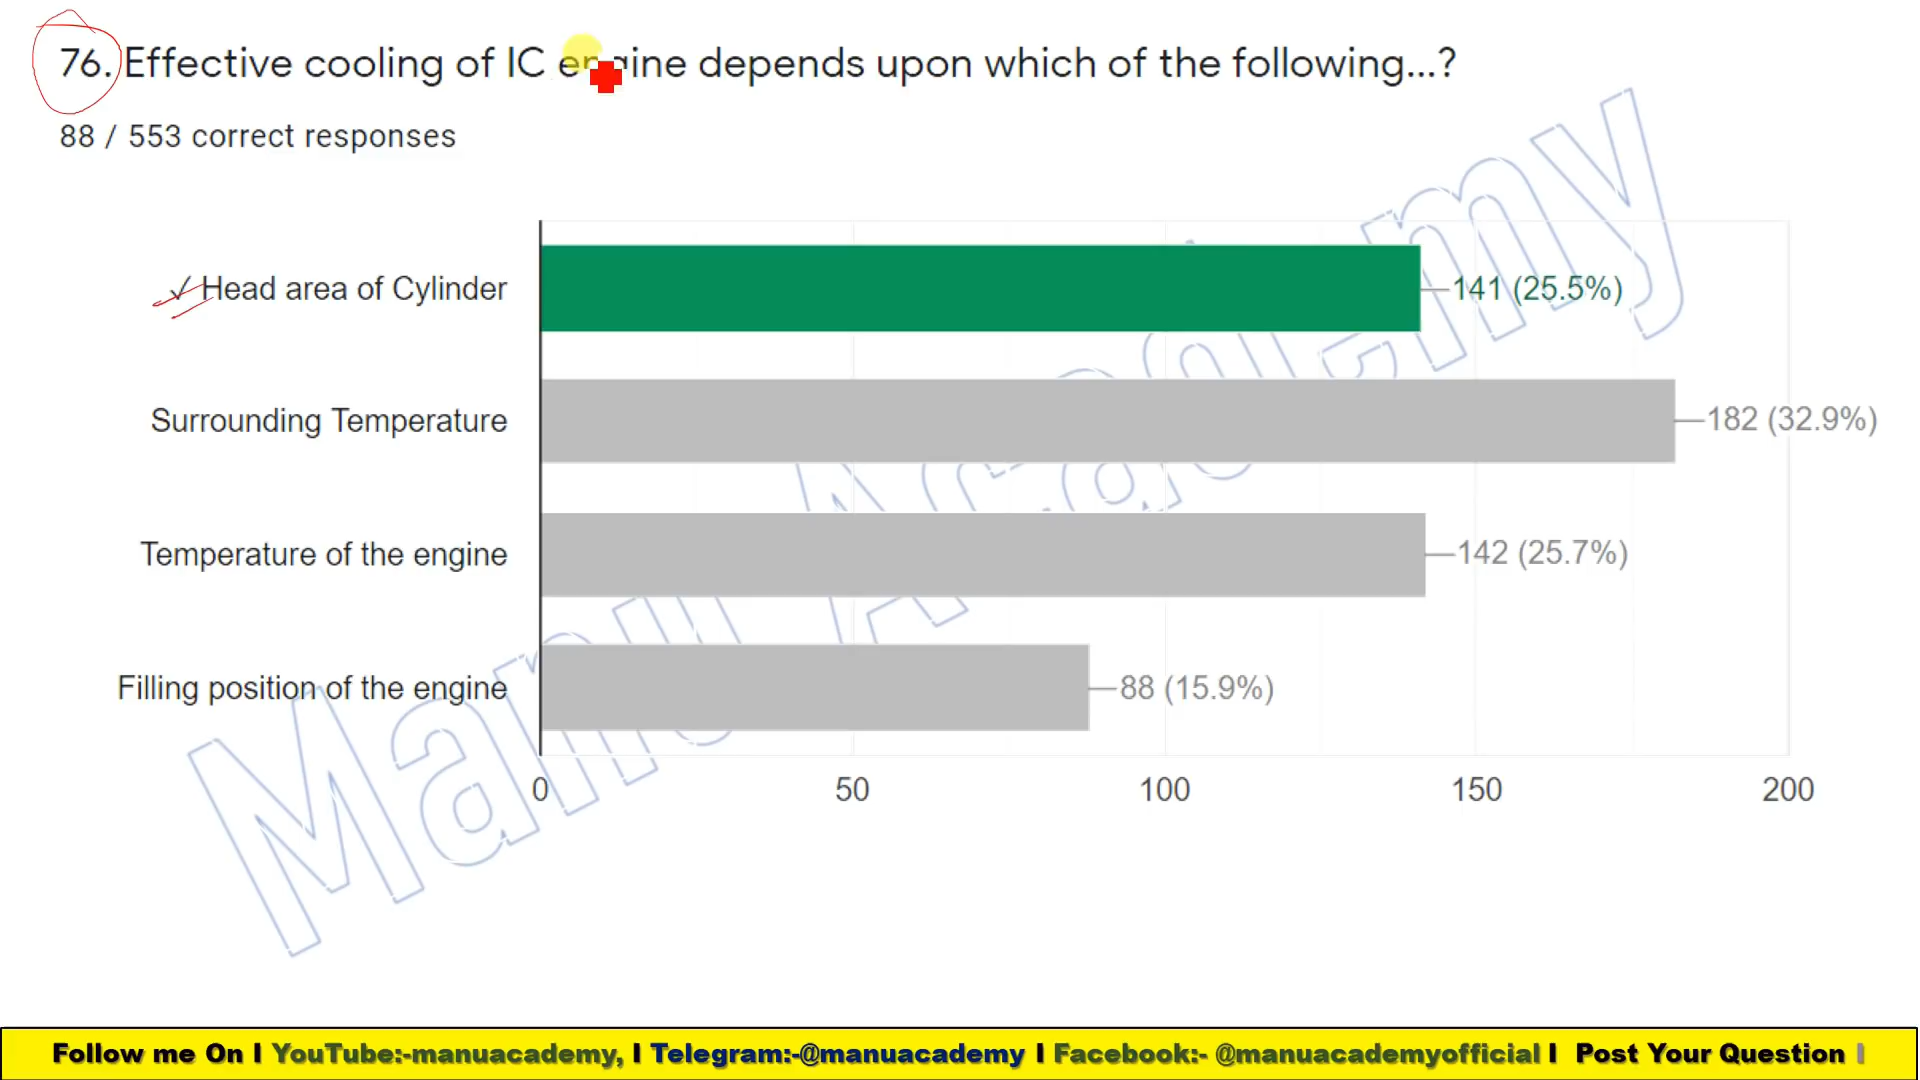 76. Effective cooling of IC engine depends upon which of the following...?
88 / 553 correct responses
✓ Head area of Cylinder
141 (25.5%)
Surrounding Temperature
182 (32.9%)
Temperature of the engine
142 (25.7%)
Filling position of the engine
88 (15.9%)
0 50 100 150 200
Manu Academy
Follow me On I YouTube:-manuacademy, I Telegram:-@manuacademy I Facebook:- @manuacademyofficial I Post Your Question I